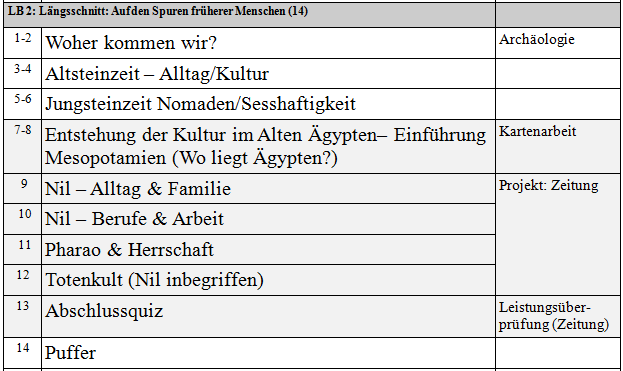 LB 2: Längsschnitt: Auf den Spuren früherer Menschen (14)
1-2 Woher kommen wir? Archäologie
3-4 Altsteinzeit – Alltag/Kultur
5-6 Jungsteinzeit Nomaden/Sesshaftigkeit
7-8 Entstehung der Kultur im Alten Ägypten– Einführung Kartenarbeit
Mesopotamien (Wo liegt Ägypten?)
9 Nil – Alltag & Familie Projekt: Zeitung
10 Nil – Berufe & Arbeit
11 Pharao & Herrschaft
12 Totenkult (Nil inbegriffen)
13 Abschlussquiz Leistungsüber-
prüfung (Zeitung)
14 Puffer